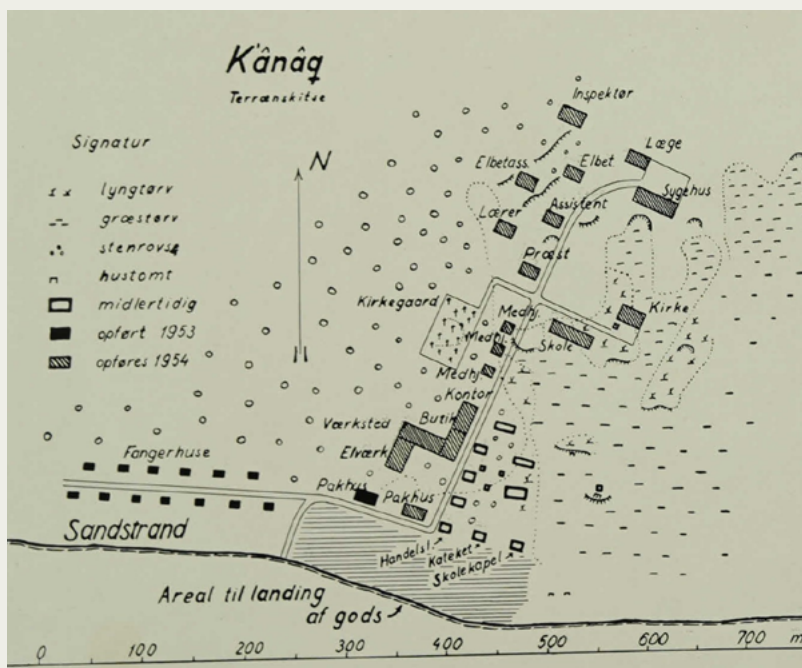 K'ânâq
Terrænskitse
Signatur
lyngtørv
græstørv
stenrovse
hustomt
midlertidig
opført 1953
opføres 1954
N
Inspektør
Læge
Elbetass.
Elbet.
Sygehus
Lærer
Assistent
Præst
Kirkegaard
Medhj.
Kirke
Medhj.
Skole
Medhj.
Kontor
Værksted
Butik
Elværk
Fangerhuse
Pakhus
Pakhus
Sandstrand
Handelsl.
Kateket
Skolekapel
Areal til landing
af gods
0 100 200 300 400 500 600 700 m